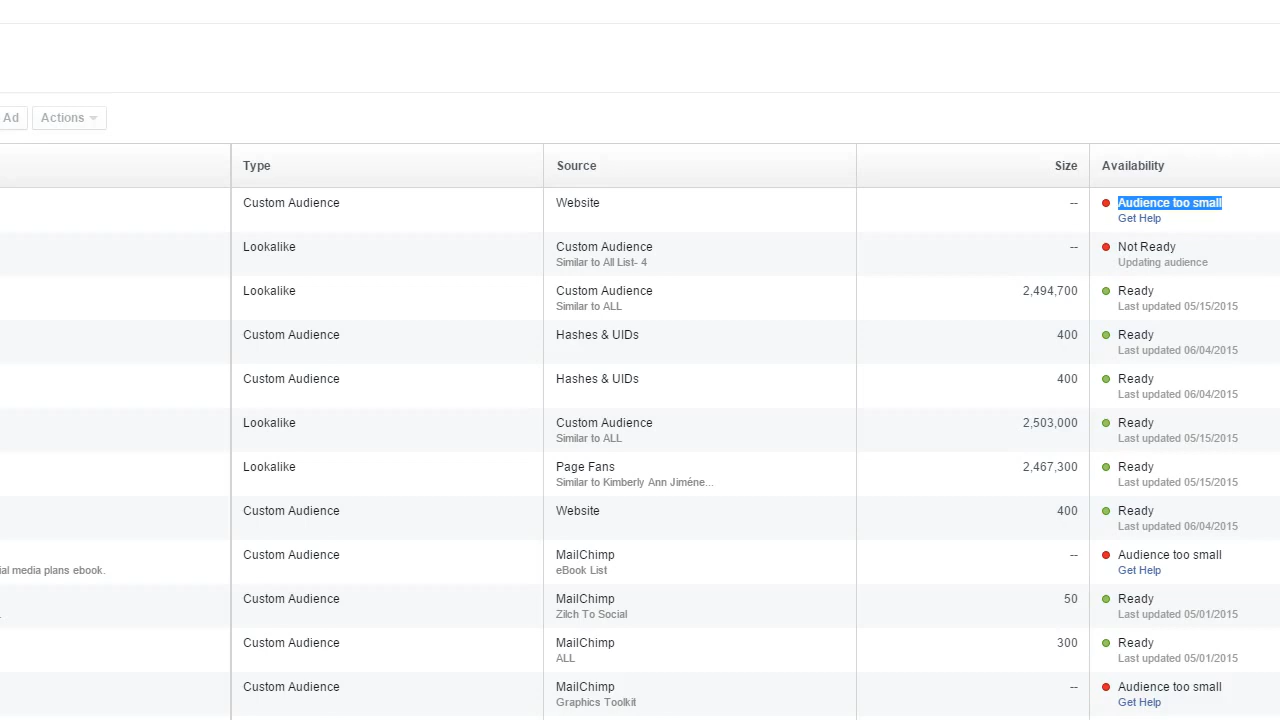 Ad Actions
Type Source Size Availability
Custom Audience Website -- Audience too small
Get Help
Lookalike Custom Audience -- Not Ready
Similar to All List- 4 Updating audience
Lookalike Custom Audience 2,494,700 Ready
Similar to ALL Last updated 05/15/2015
Custom Audience Hashes & UIDs 400 Ready
Last updated 06/04/2015
Custom Audience Hashes & UIDs 400 Ready
Last updated 06/04/2015
Lookalike Custom Audience 2,503,000 Ready
Similar to ALL Last updated 05/15/2015
Lookalike Page Fans 2,467,300 Ready
Similar to Kimberly Ann Jiméne... Last updated 05/15/2015
Custom Audience Website 400 Ready
Last updated 06/04/2015
Custom Audience MailChimp -- Audience too small
ial media plans ebook. eBook List Get Help
Custom Audience MailChimp 50 Ready
. Zilch To Social Last updated 05/01/2015
Custom Audience MailChimp 300 Ready
ALL Last updated 05/01/2015
Custom Audience MailChimp -- Audience too small
Graphics Toolkit Get Help